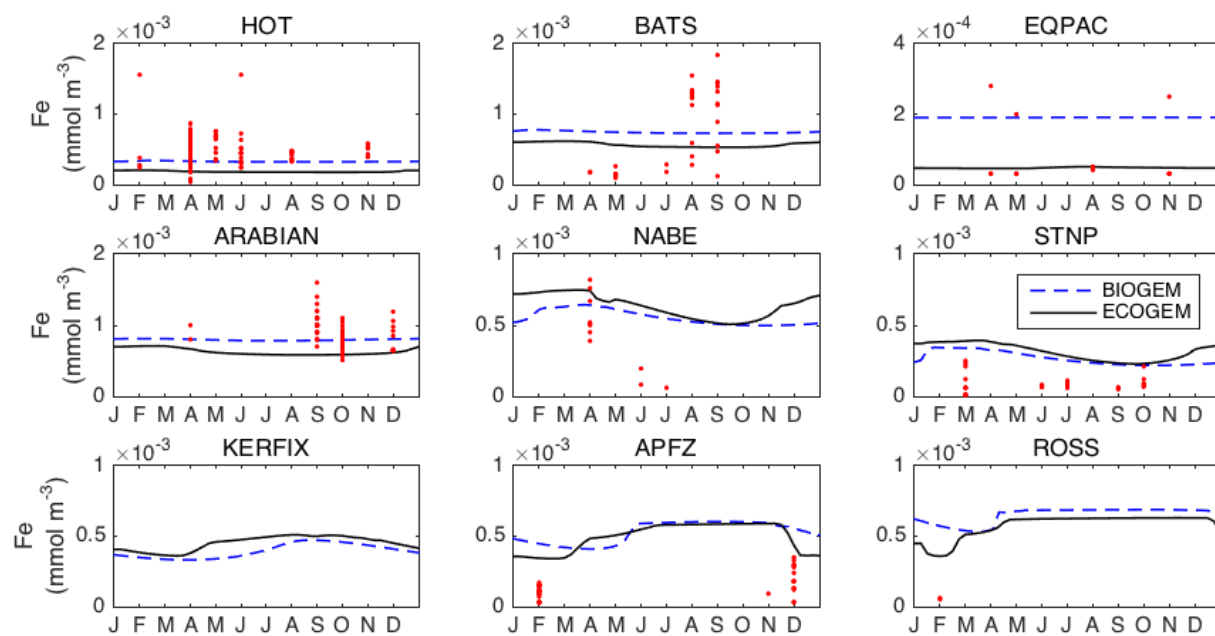 HOT BATS EQPAC
×10⁻³ ×10⁻³ ×10⁻⁴
2 2 4
Fe
(mmol m⁻³)
1 1 2
0 0 0
J F M A M J J A S O N D J F M A M J J A S O N D J F M A M J J A S O N D
ARABIAN NABE STNP
×10⁻³ ×10⁻³ ×10⁻³
2 1 1
Fe
(mmol m⁻³)
BIOGEM
ECOGEM
1 0.5 0.5
0 0 0
J F M A M J J A S O N D J F M A M J J A S O N D J F M A M J J A S O N D
KERFIX APFZ ROSS
×10⁻³ ×10⁻³ ×10⁻³
1 1 1
Fe
(mmol m⁻³)
0.5 0.5 0.5
0 0 0
J F M A M J J A S O N D J F M A M J J A S O N D J F M A M J J A S O N D